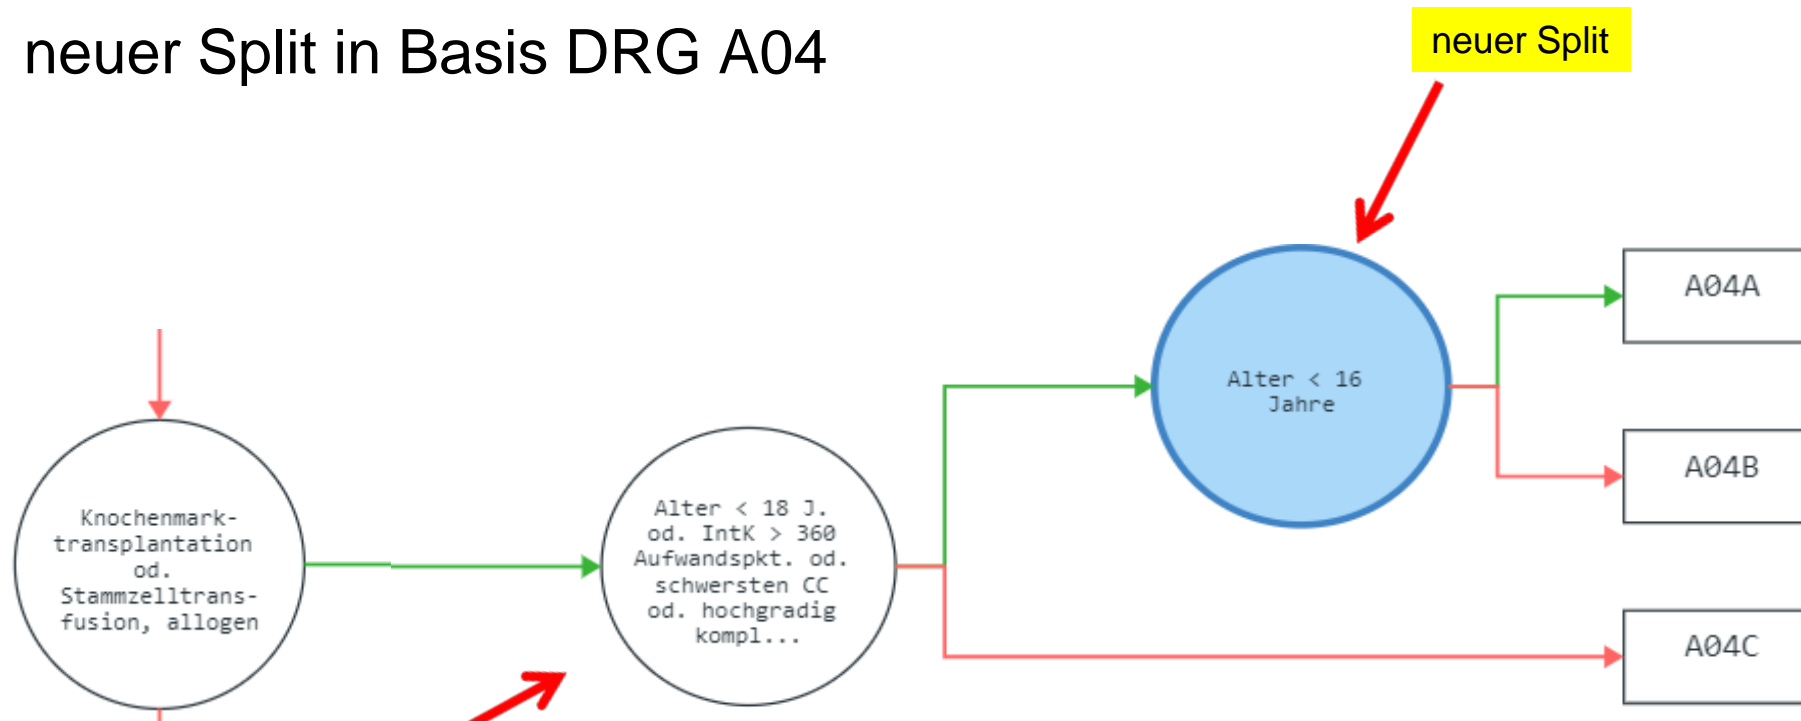 neuer Split in Basis DRG A04
neuer Split
Knochenmark-
transplantation
od.
Stammzelltrans-
fusion, allogen
Alter < 18 J.
od. IntK > 360
Aufwandspkt. od.
schwersten CC
od. hochgradig
kompl...
Alter < 16
Jahre
A04A
A04B
A04C